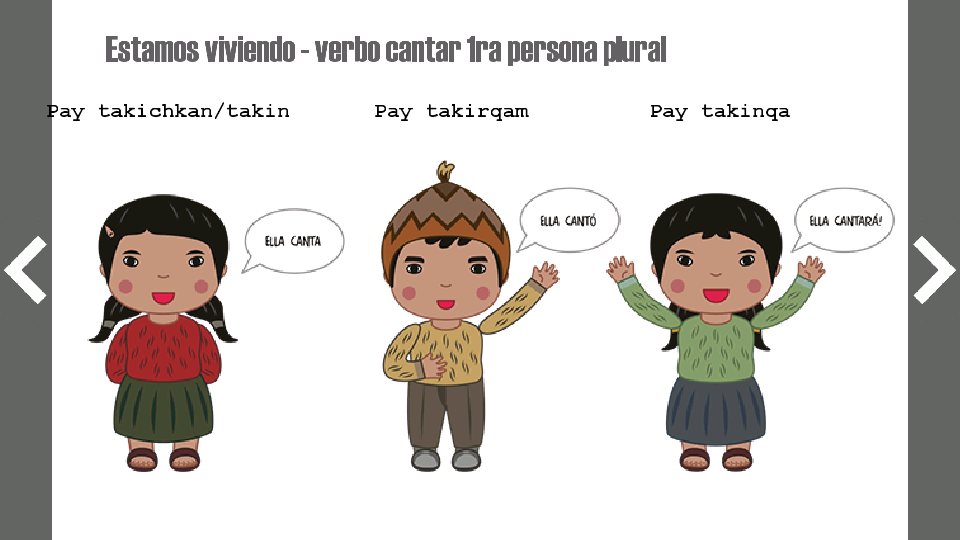 Estamos viviendo - verbo cantar 1ra persona plural
Pay takichkan/takin
Pay takirqam
Pay takinqa
ELLA CANTA
ELLA CANTÓ
ELLA CANTARÁ!